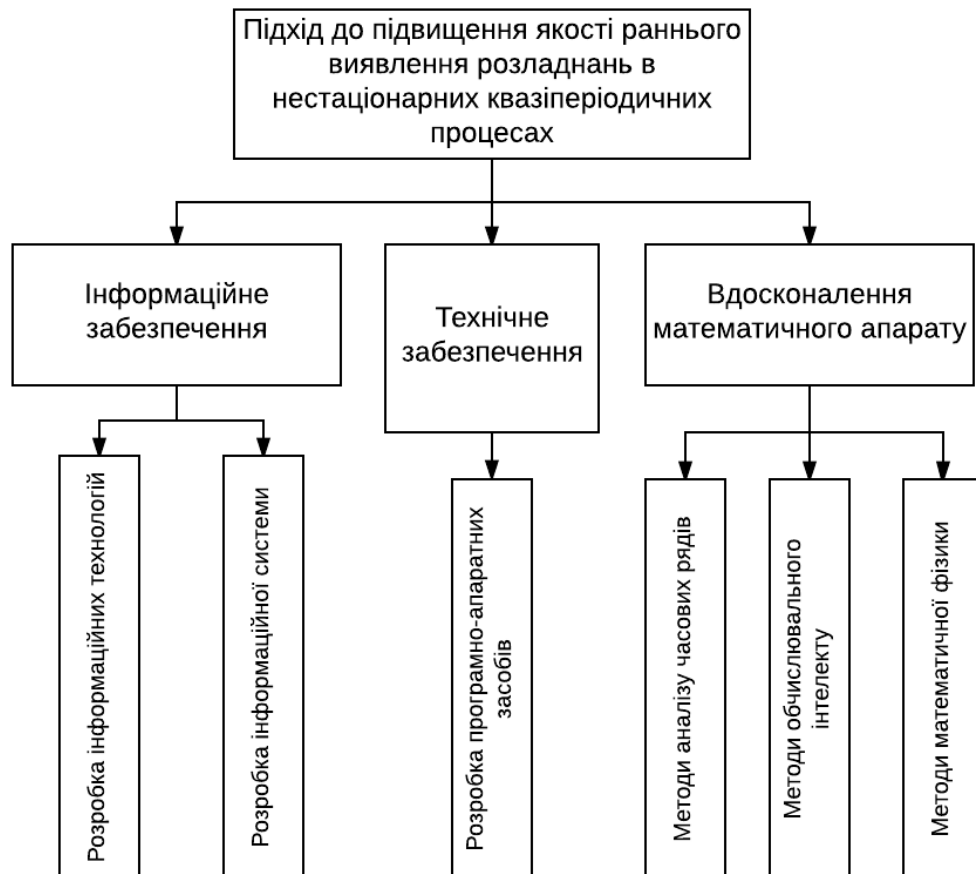 Підхід до підвищення якості раннього
виявлення розладнань в
нестаціонарних квазіперіодичних
процесах
Інформаційне
забезпечення
Технічне
забезпечення
Вдосконалення
математичного апарату
Розробка інформаційних технологій
Розробка інформаційної системи
Розробка програмно-апаратних
засобів
Методи аналізу часових рядів
Методи обчислювального
інтелекту
Методи математичної фізики